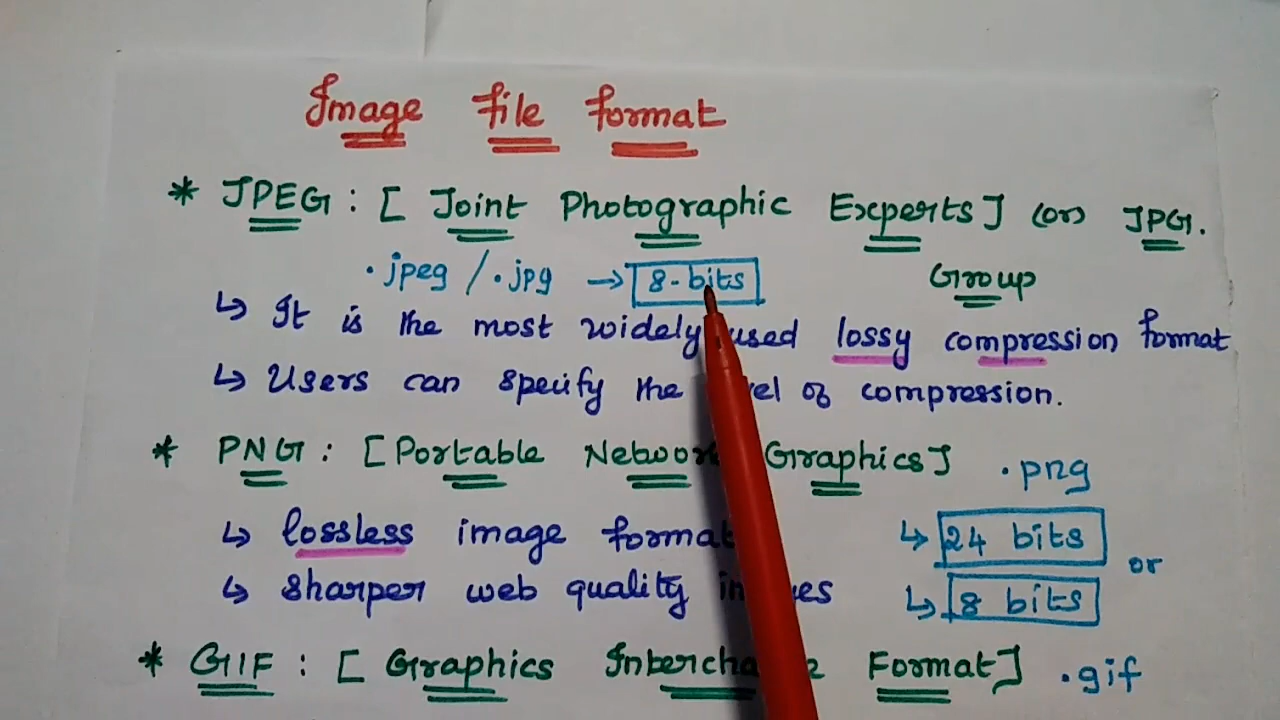 Image File Format
* JPEG : [ Joint Photographic Experts ] (or) JPG.
Group
.jpeg / .jpg → 8-bits
↳ It is the most widely used lossy compression format
↳ Users can specify the of compression.
* PNG : [ Portable Network Graphics ] .png
↳ lossless image format ↳ 24 bits or
↳ sharper web quality ↳ 8 bits
* GIF : [ Graphics Format ] .gif